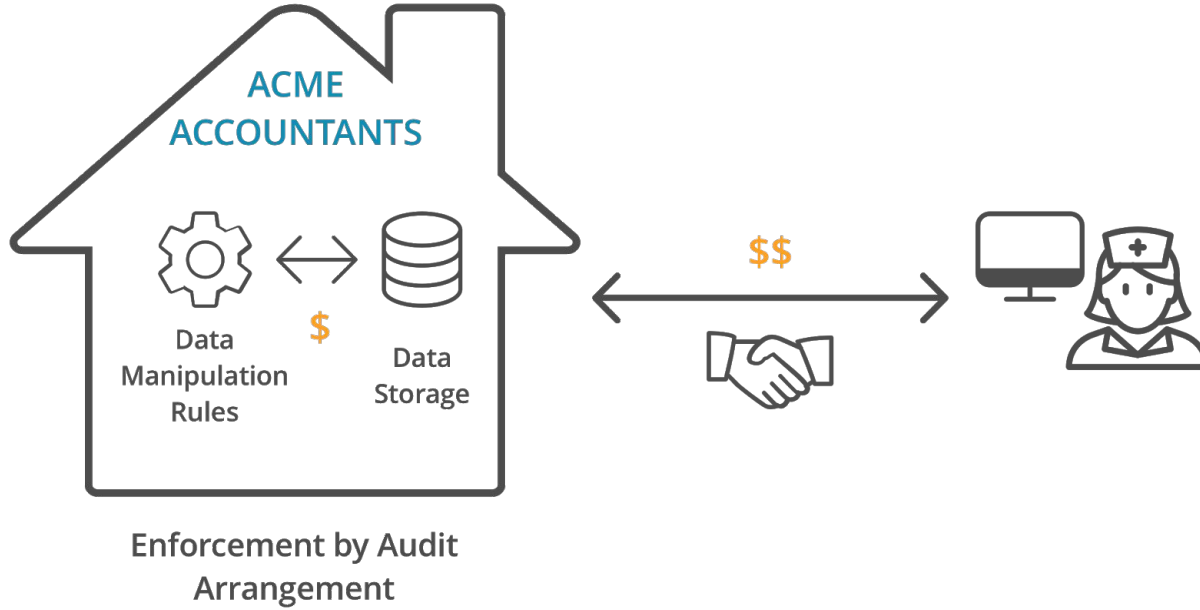 ACME
ACCOUNTANTS
$$
$
Data
Manipulation
Rules
Data
Storage
Enforcement by Audit
Arrangement